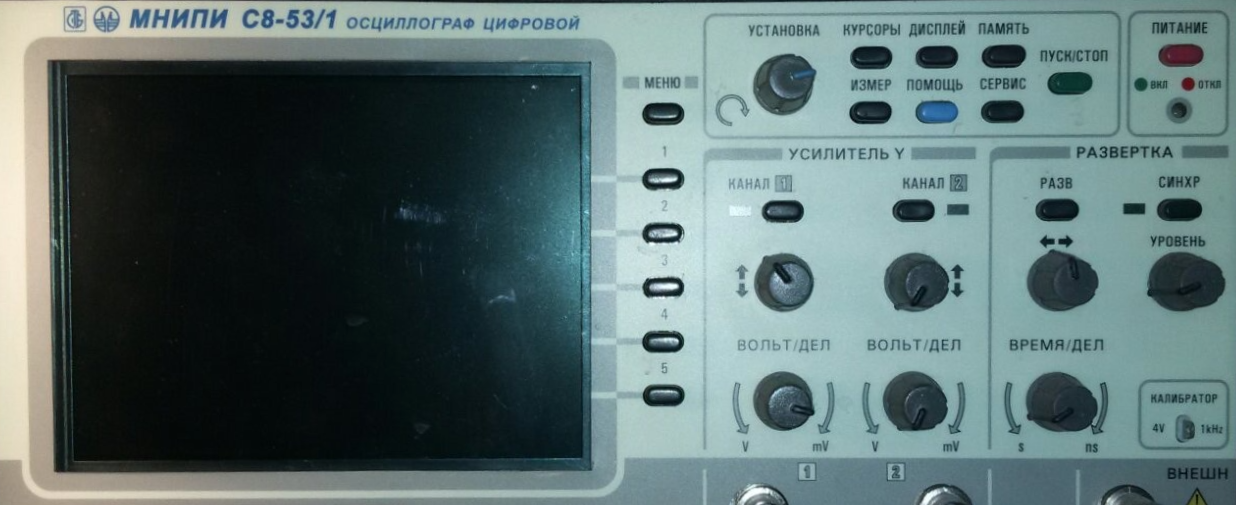 МНИПИ С8-53/1 ОСЦИЛЛОГРАФ ЦИФРОВОЙ
МЕНЮ
1
2
3
4
5
УСТАНОВКА
КУРСОРЫ ДИСПЛЕЙ ПАМЯТЬ
ПУСК/СТОП
ИЗМЕР ПОМОЩЬ СЕРВИС
ПИТАНИЕ
ВКЛ ОТКЛ
УСИЛИТЕЛЬ Y
КАНАЛ 1 КАНАЛ 2
ВОЛЬТ/ДЕЛ ВОЛЬТ/ДЕЛ
V mV V mV
1 2
РАЗВЕРТКА
РАЗВ СИНХР
УРОВЕНЬ
ВРЕМЯ/ДЕЛ
s ns
КАЛИБРАТОР
4V 1kHz
ВНЕШН